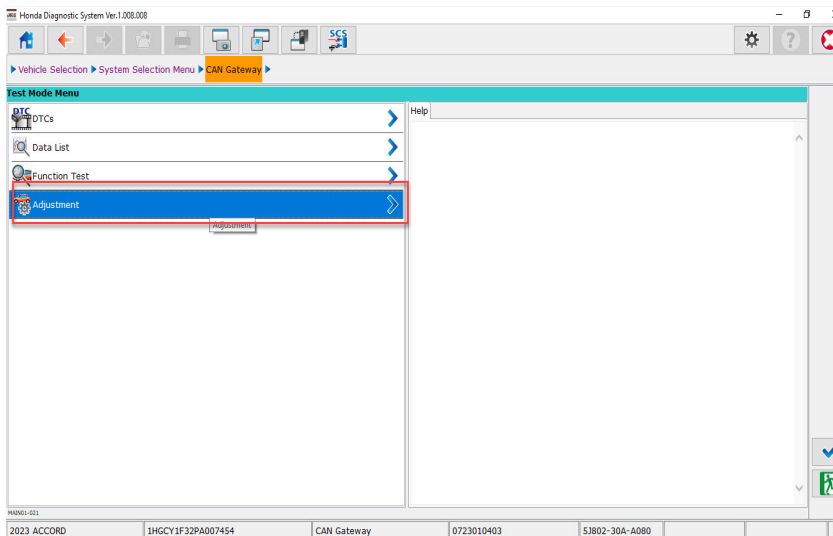 Honda Diagnostic System Ver.1.008.008
SCS
Vehicle Selection System Selection Menu CAN Gateway
Test Mode Menu
DTC
DTCs
Help
Data List
Function Test
Adjustment
Adjustment
MAIN01-021
2023 ACCORD 1HGCY1F32PA007454 CAN Gateway 0723010403 5J802-30A-A080